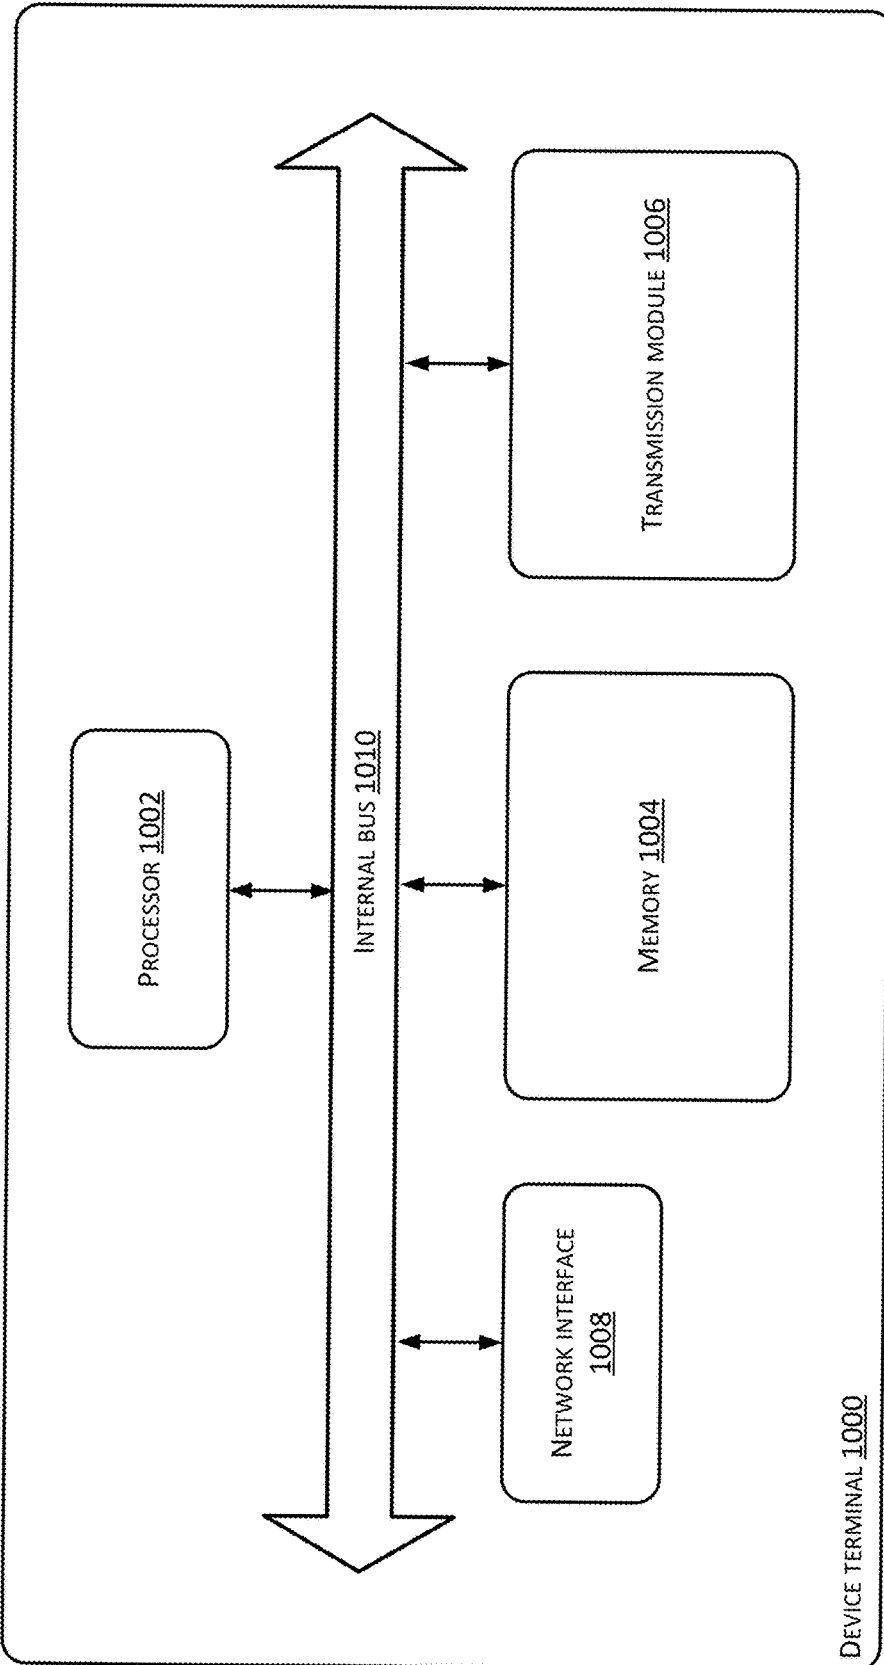 PROCESSOR 1002
INTERNAL BUS 1010
NETWORK INTERFACE
1008
MEMORY 1004
TRANSMISSION MODULE 1006
DEVICE TERMINAL 1000